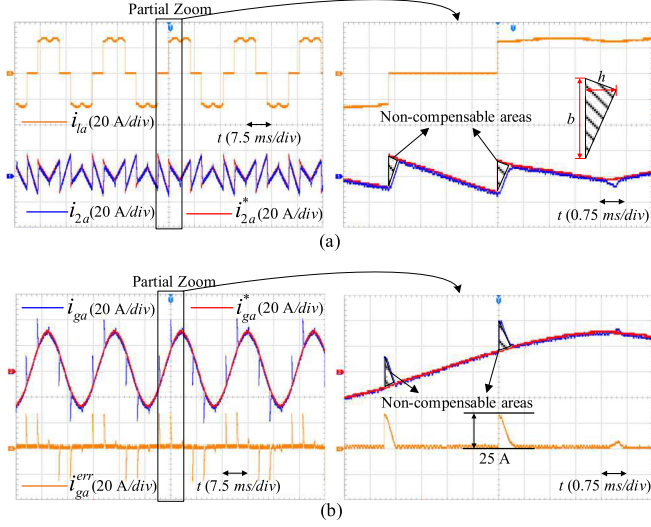 Partial Zoom
h
b
Non-compensable areas
i_la (20 A/div)
t (7.5 ms/div)
i_2a (20 A/div)
i*_2a (20 A/div)
t (0.75 ms/div)
(a)
Partial Zoom
i_ga (20 A/div)
i*_ga (20 A/div)
Non-compensable areas
25 A
i^err_ga (20 A/div)
t (7.5 ms/div)
t (0.75 ms/div)
(b)